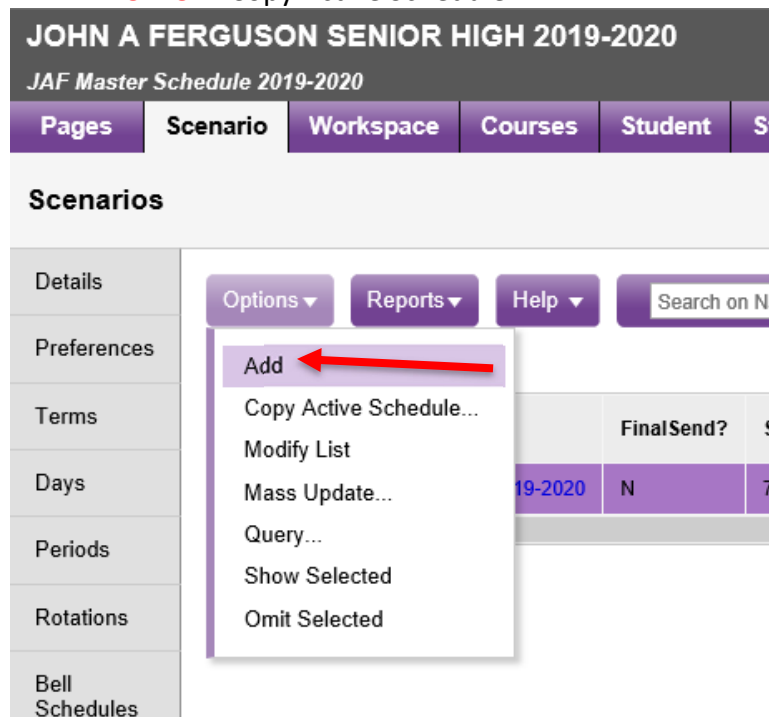 JOHN A FERGUSON SENIOR HIGH 2019-2020
JAF Master Schedule 2019-2020
Pages Scenario Workspace Courses Student
Scenarios
Details
Options Reports Help Search on
Preferences
Add
Terms
Copy Active Schedule...
FinalSend?
Modify List
Days
Mass Update...
19-2020 N
Query...
Periods
Show Selected
Rotations
Omit Selected
Bell
Schedules